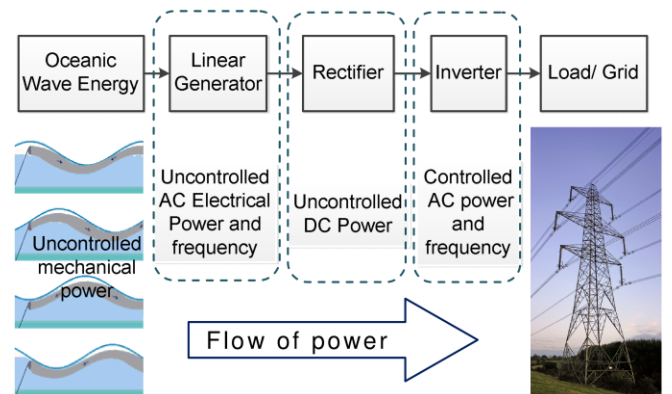 Oceanic
Wave Energy
Linear
Generator
Rectifier
Inverter
Load/ Grid
Uncontrolled
mechanical
power
Uncontrolled
AC Electrical
Power and
frequency
Uncontrolled
DC Power
Controlled
AC power
and
frequency
Flow of power